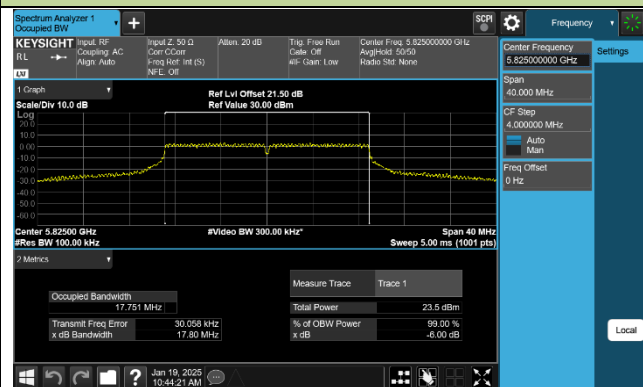 Spectrum Analyzer 1
Occupied BW
KEYSIGHT
Input: RF
Coupling: AC
Align: Auto
Input Z: 50 Ω
Corr CCorr
Freq Ref: Int (S)
NFE: Off
Atten: 20 dB
Trig: Free Run
Gate: Off
#IF Gain: Low
Center Freq: 5.825000000 GHz
Avg|Hold: 50/50
Radio Std: None
RL
LXI
SCPI
Frequency
Settings
Center Frequency
5.825000000 GHz
Span
40.000 MHz
CF Step
4.000000 MHz
Auto
Man
Freq Offset
0 Hz
Local
1 Graph
Scale/Div 10.0 dB
Ref Lvl Offset 21.50 dB
Ref Value 30.00 dBm
Log
20.0
10.0
0.00
-10.0
-20.0
-30.0
-40.0
-50.0
-60.0
Center 5.82500 GHz
#Video BW 300.00 kHz*
Span 40 MHz
#Res BW 100.00 kHz
Sweep 5.00 ms (1001 pts)
2 Metrics
Measure Trace Trace 1
Occupied Bandwidth
17.751 MHz
Total Power 23.5 dBm
Transmit Freq Error 30.058 kHz
% of OBW Power 99.00 %
x dB Bandwidth 17.80 MHz
x dB -6.00 dB
?
Jan 19, 2025
10:44:21 AM